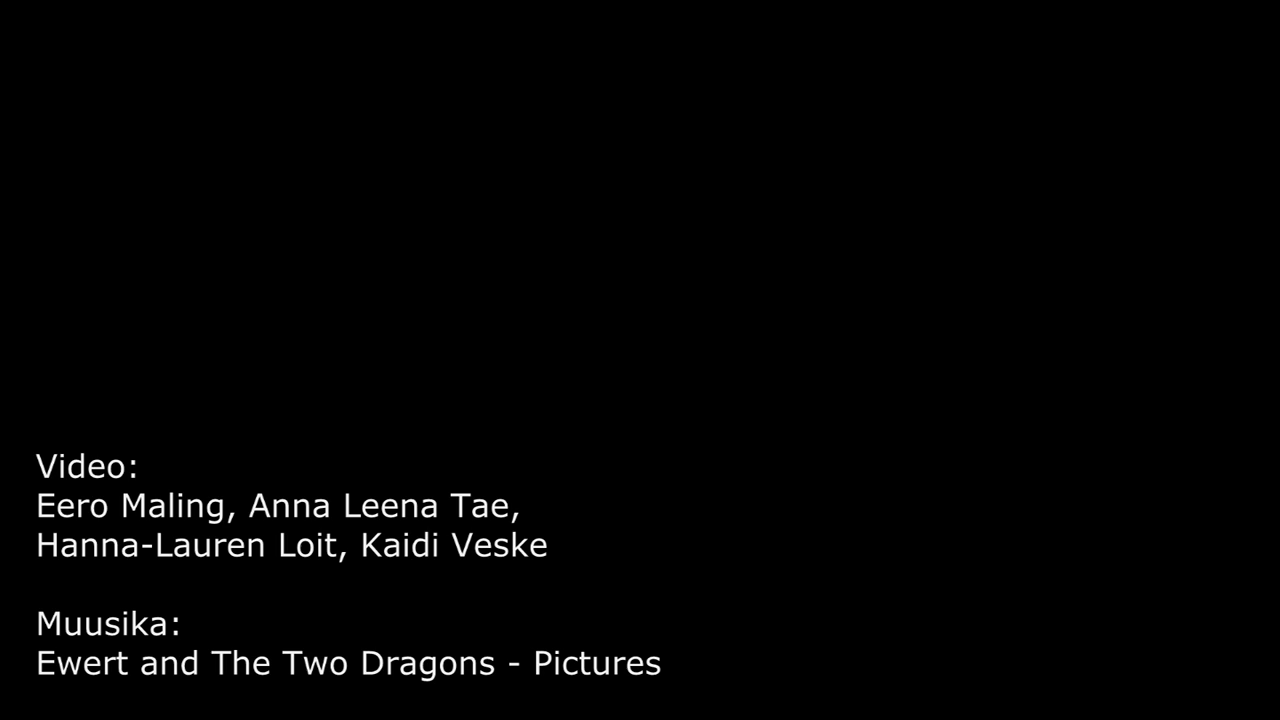 Video:
Eero Maling, Anna Leena Tae,
Hanna-Lauren Loit, Kaidi Veske
Muusika:
Ewert and The Two Dragons - Pictures